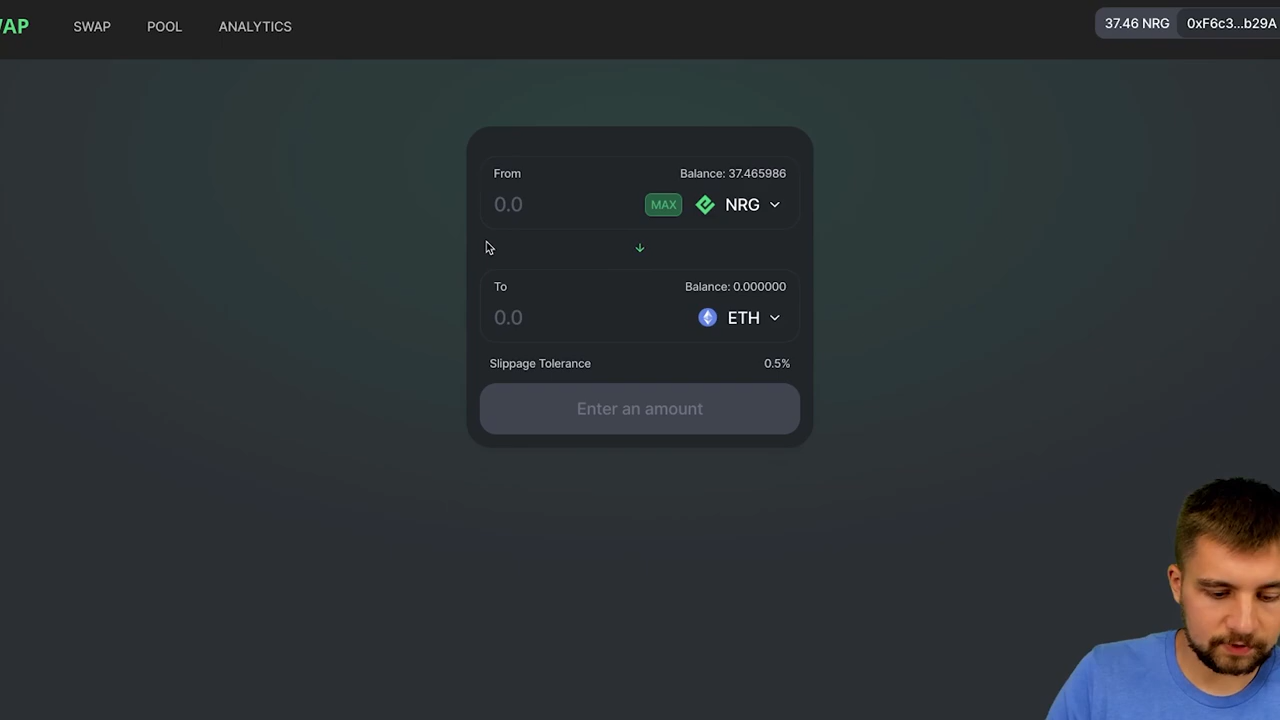 WAP
SWAP
POOL
ANALYTICS
37.46 NRG
0xF6c3...b29A
From
Balance: 37.465986
0.0
MAX
NRG
To
Balance: 0.000000
0.0
ETH
Slippage Tolerance
0.5%
Enter an amount